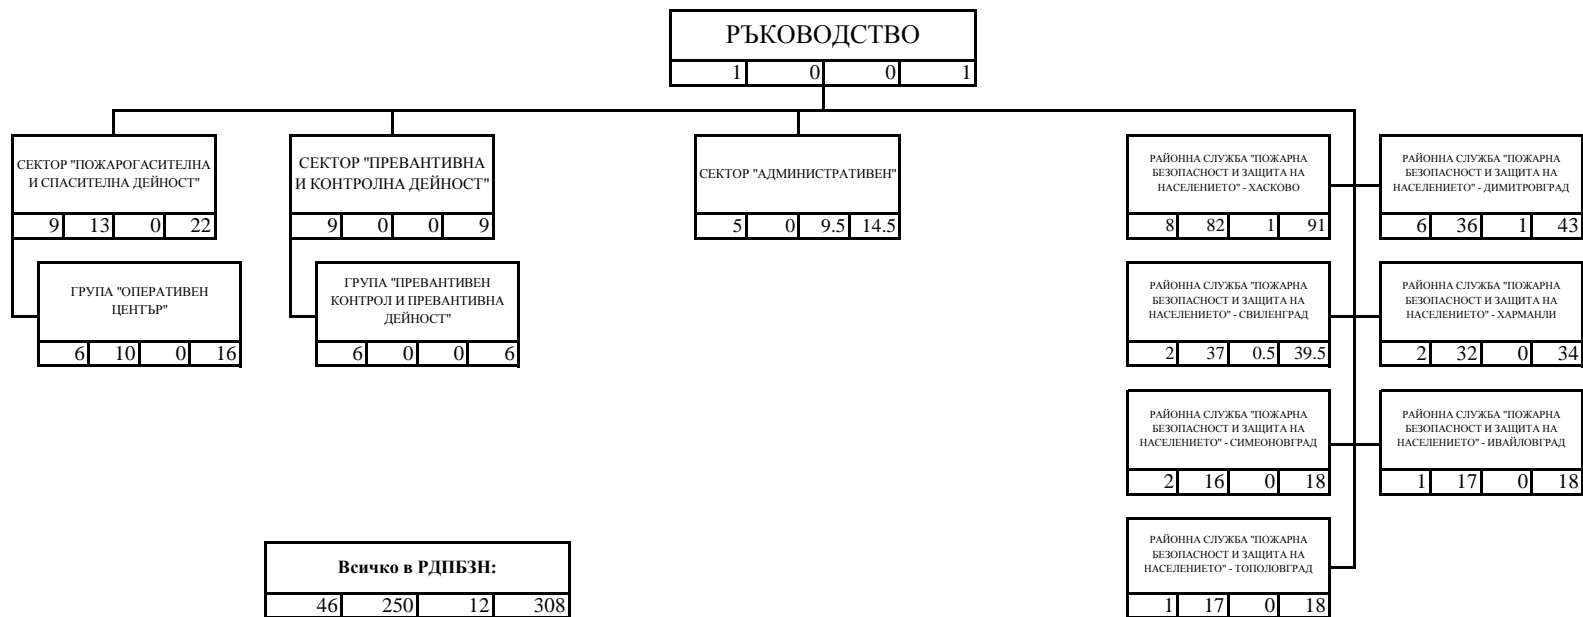 РЪКОВОДСТВО
1 0 0 1
СЕКТОР "ПОЖАРОГАСИТЕЛНА
И СПАСИТЕЛНА ДЕЙНОСТ"
9 13 0 22
СЕКТОР "ПРЕВАНТИВНА
И КОНТРОЛНА ДЕЙНОСТ"
9 0 0 9
СЕКТОР "АДМИНИСТРАТИВЕН"
5 0 9.5 14.5
РАЙОННА СЛУЖБА "ПОЖАРНА
БЕЗОПАСНОСТ И ЗАЩИТА НА
НАСЕЛЕНИЕТО" - ХАСКОВО
8 82 1 91
РАЙОННА СЛУЖБА "ПОЖАРНА
БЕЗОПАСНОСТ И ЗАЩИТА НА
НАСЕЛЕНИЕТО" - ДИМИТРОВГРАД
6 36 1 43
ГРУПА "ОПЕРАТИВЕН
ЦЕНТЪР"
6 10 0 16
ГРУПА "ПРЕВАНТИВЕН
КОНТРОЛ И ПРЕВАНТИВНА
ДЕЙНОСТ"
6 0 0 6
РАЙОННА СЛУЖБА "ПОЖАРНА
БЕЗОПАСНОСТ И ЗАЩИТА НА
НАСЕЛЕНИЕТО" - СВИЛЕНГРАД
2 37 0.5 39.5
РАЙОННА СЛУЖБА "ПОЖАРНА
БЕЗОПАСНОСТ И ЗАЩИТА НА
НАСЕЛЕНИЕТО" - ХАРМАНЛИ
2 32 0 34
РАЙОННА СЛУЖБА "ПОЖАРНА
БЕЗОПАСНОСТ И ЗАЩИТА НА
НАСЕЛЕНИЕТО" - СИМЕОНОВГРАД
2 16 0 18
РАЙОННА СЛУЖБА "ПОЖАРНА
БЕЗОПАСНОСТ И ЗАЩИТА НА
НАСЕЛЕНИЕТО" - ИВАЙЛОВГРАД
1 17 0 18
РАЙОННА СЛУЖБА "ПОЖАРНА
БЕЗОПАСНОСТ И ЗАЩИТА НА
НАСЕЛЕНИЕТО" - ТОПОЛОВГРАД
1 17 0 18
Всичко в РДПБЗН:
46 250 12 308